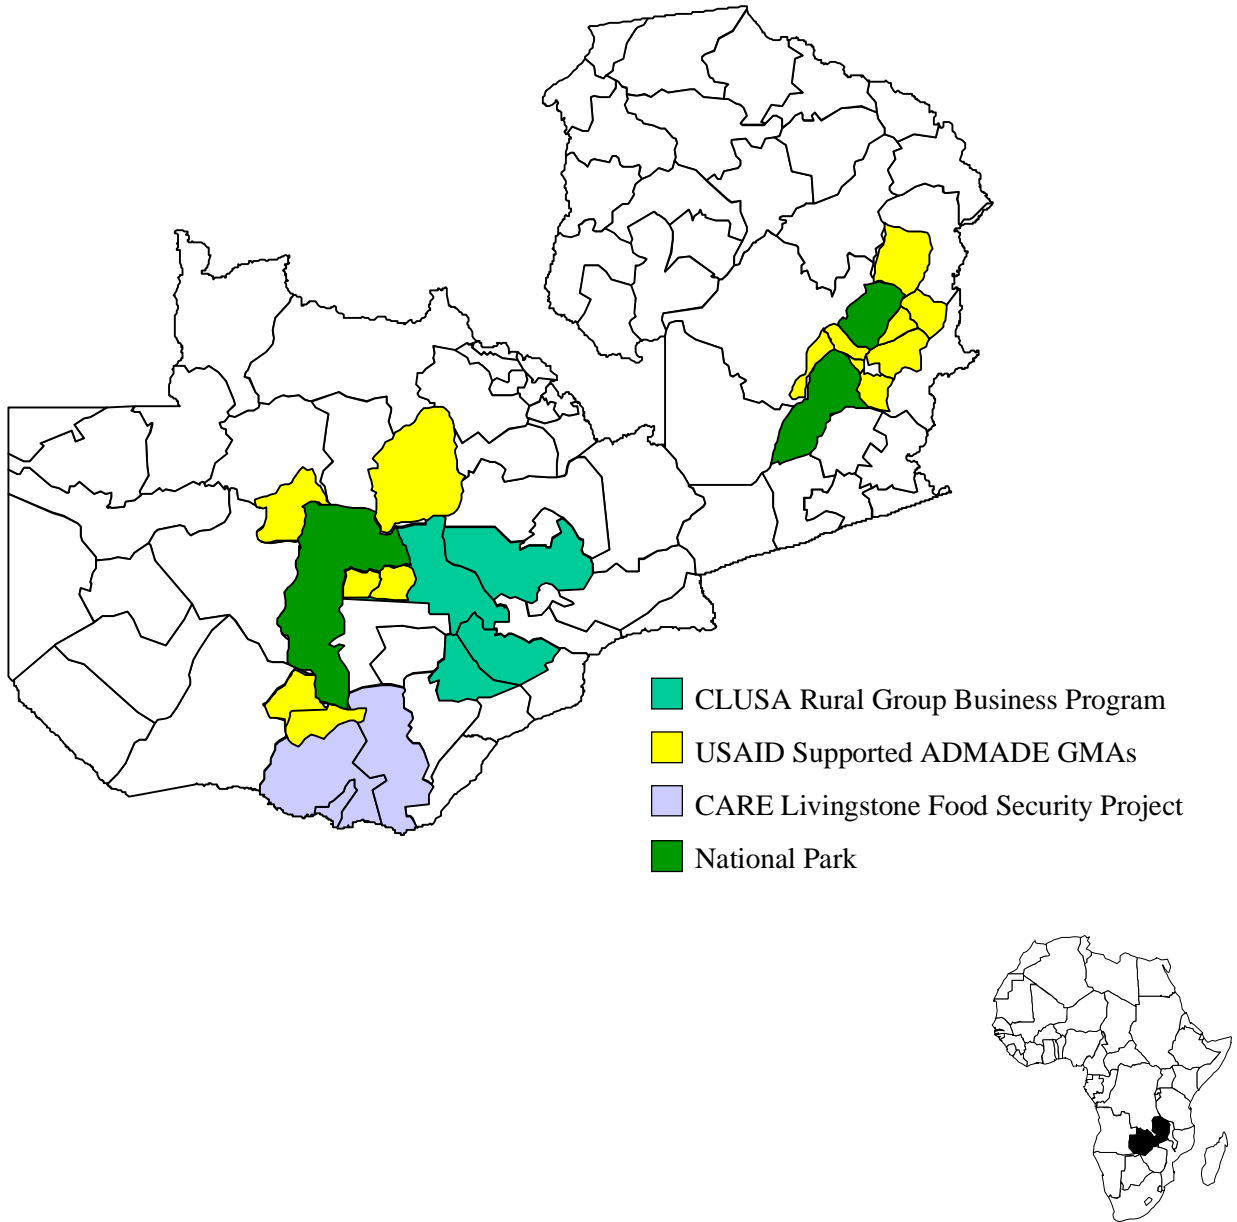 CLUSA Rural Group Business Program
USAID Supported ADMADE GMAs
CARE Livingstone Food Security Project
National Park